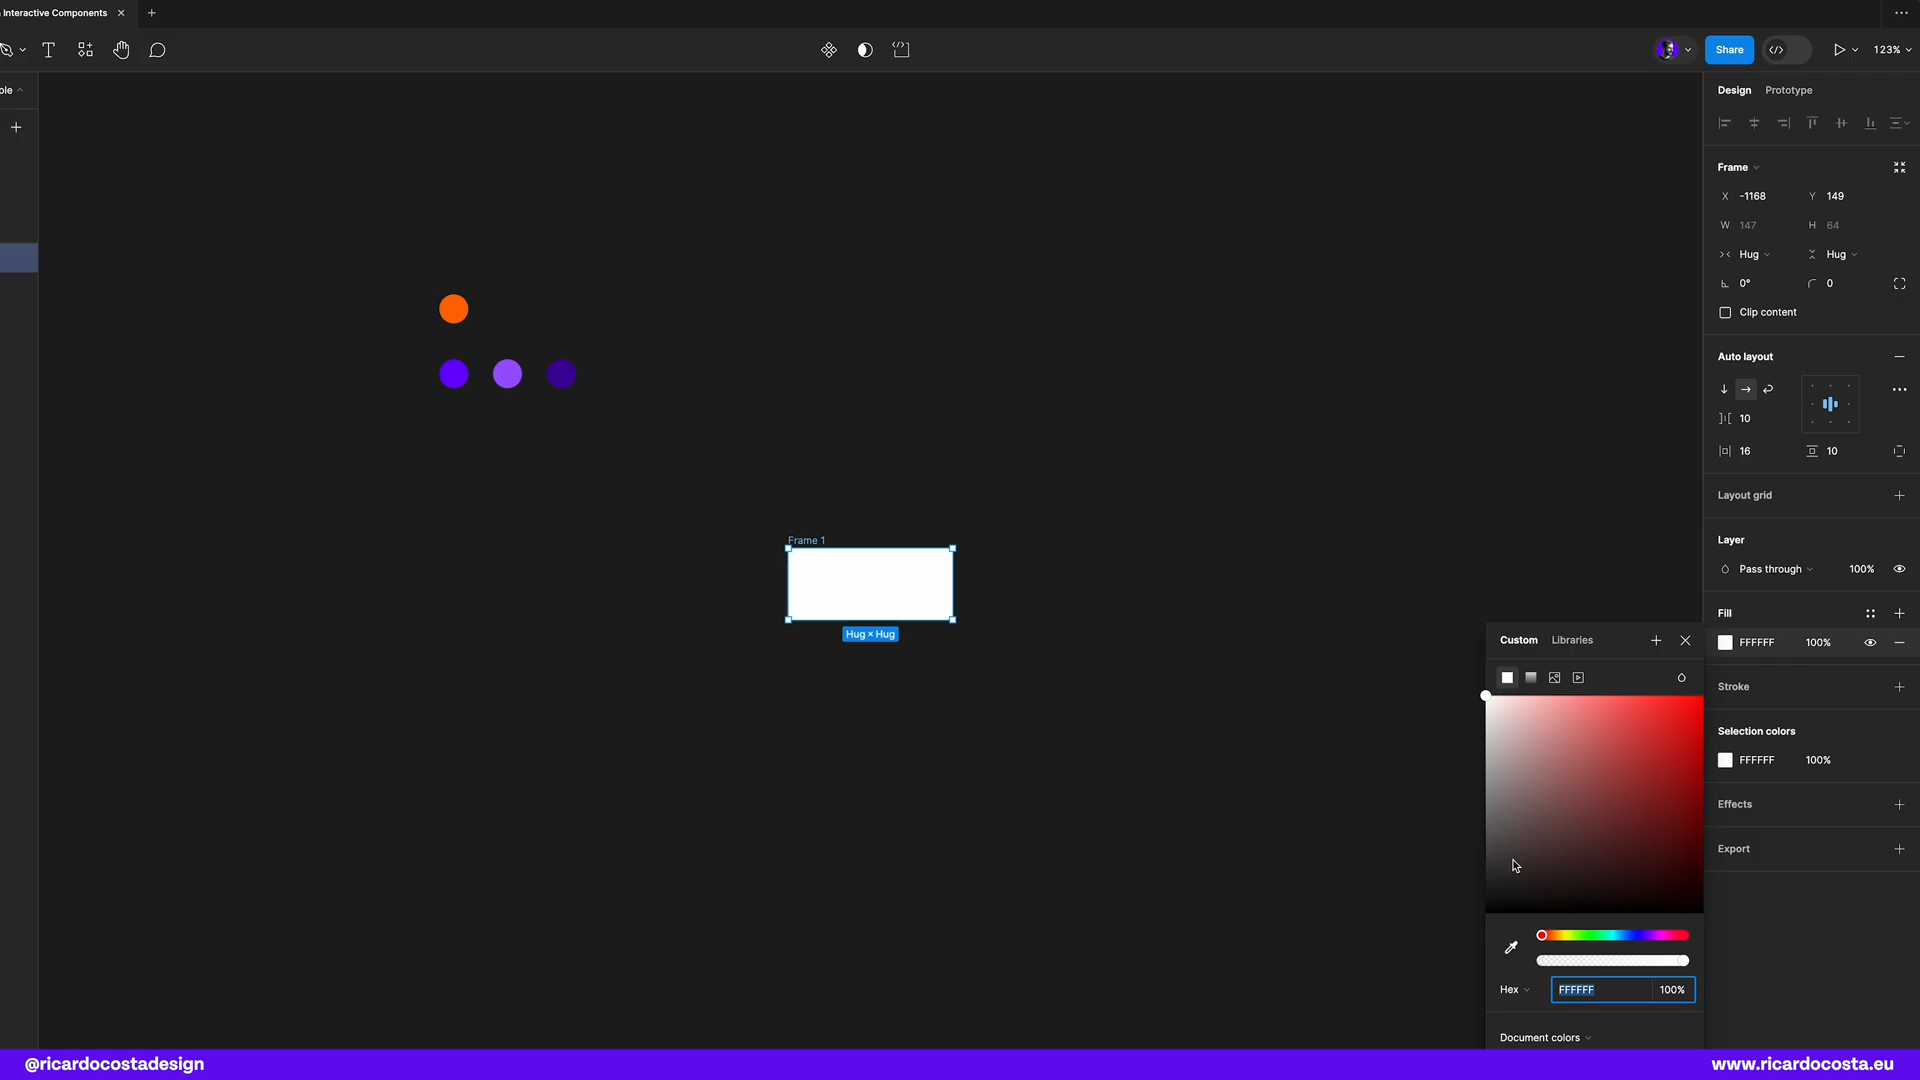 Interactive Components
Share
123%
ple
Design Prototype
Frame
X -1168 Y 149
W 147 H 64
Hug Hug
0° 0
Clip content
Auto layout
10
16 10
Layout grid
Layer
Pass through 100%
Fill
FFFFFF 100%
Stroke
Selection colors
FFFFFF 100%
Effects
Export
Frame 1
Hug × Hug
Custom Libraries
Hex FFFFFF 100%
Document colors
@ricardocostadesign
www.ricardocosta.eu